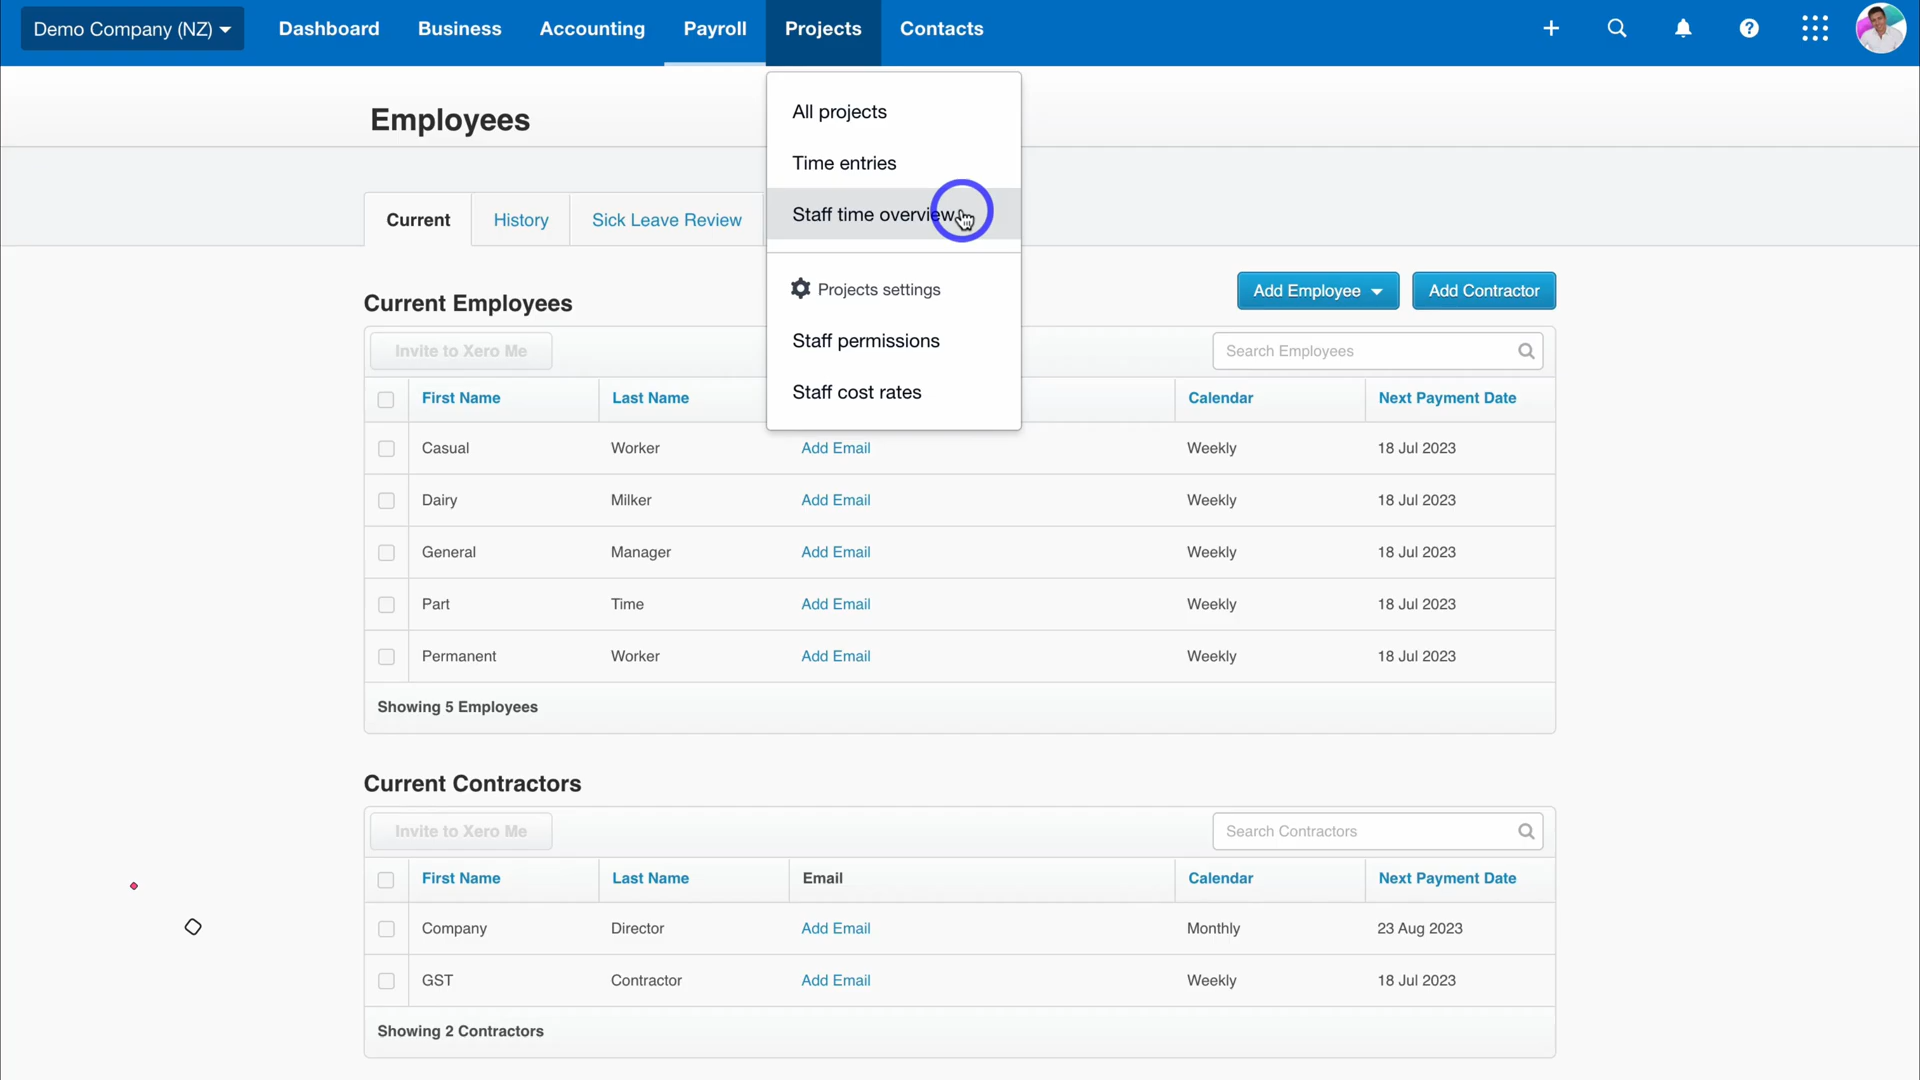 Demo Company (NZ) Dashboard Business Accounting Payroll Projects Contacts
Employees
All projects
Time entries
Staff time overview
Projects settings
Staff permissions
Staff cost rates
Current History Sick Leave Review
Current Employees
Add Employee Add Contractor
Invite to Xero Me Search Employees
First Name Last Name Calendar Next Payment Date
Casual Worker Add Email Weekly 18 Jul 2023
Dairy Milker Add Email Weekly 18 Jul 2023
General Manager Add Email Weekly 18 Jul 2023
Part Time Add Email Weekly 18 Jul 2023
Permanent Worker Add Email Weekly 18 Jul 2023
Showing 5 Employees
Current Contractors
Invite to Xero Me Search Contractors
First Name Last Name Email Calendar Next Payment Date
Company Director Add Email Monthly 23 Aug 2023
GST Contractor Add Email Weekly 18 Jul 2023
Showing 2 Contractors